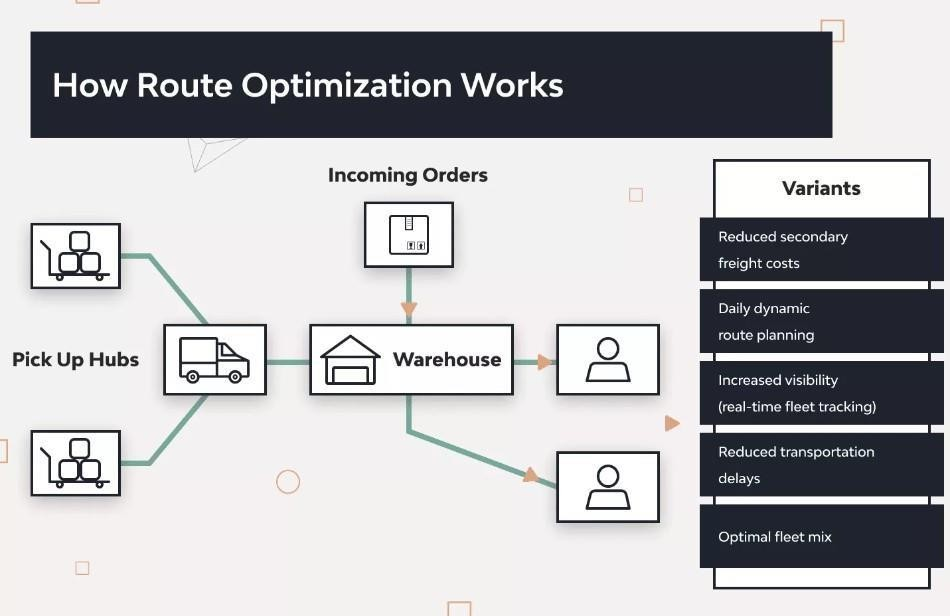 How Route Optimization Works
Incoming Orders
Pick Up Hubs
Warehouse
Variants
Reduced secondary
freight costs
Daily dynamic
route planning
Increased visibility
(real-time fleet tracking)
Reduced transportation
delays
Optimal fleet mix